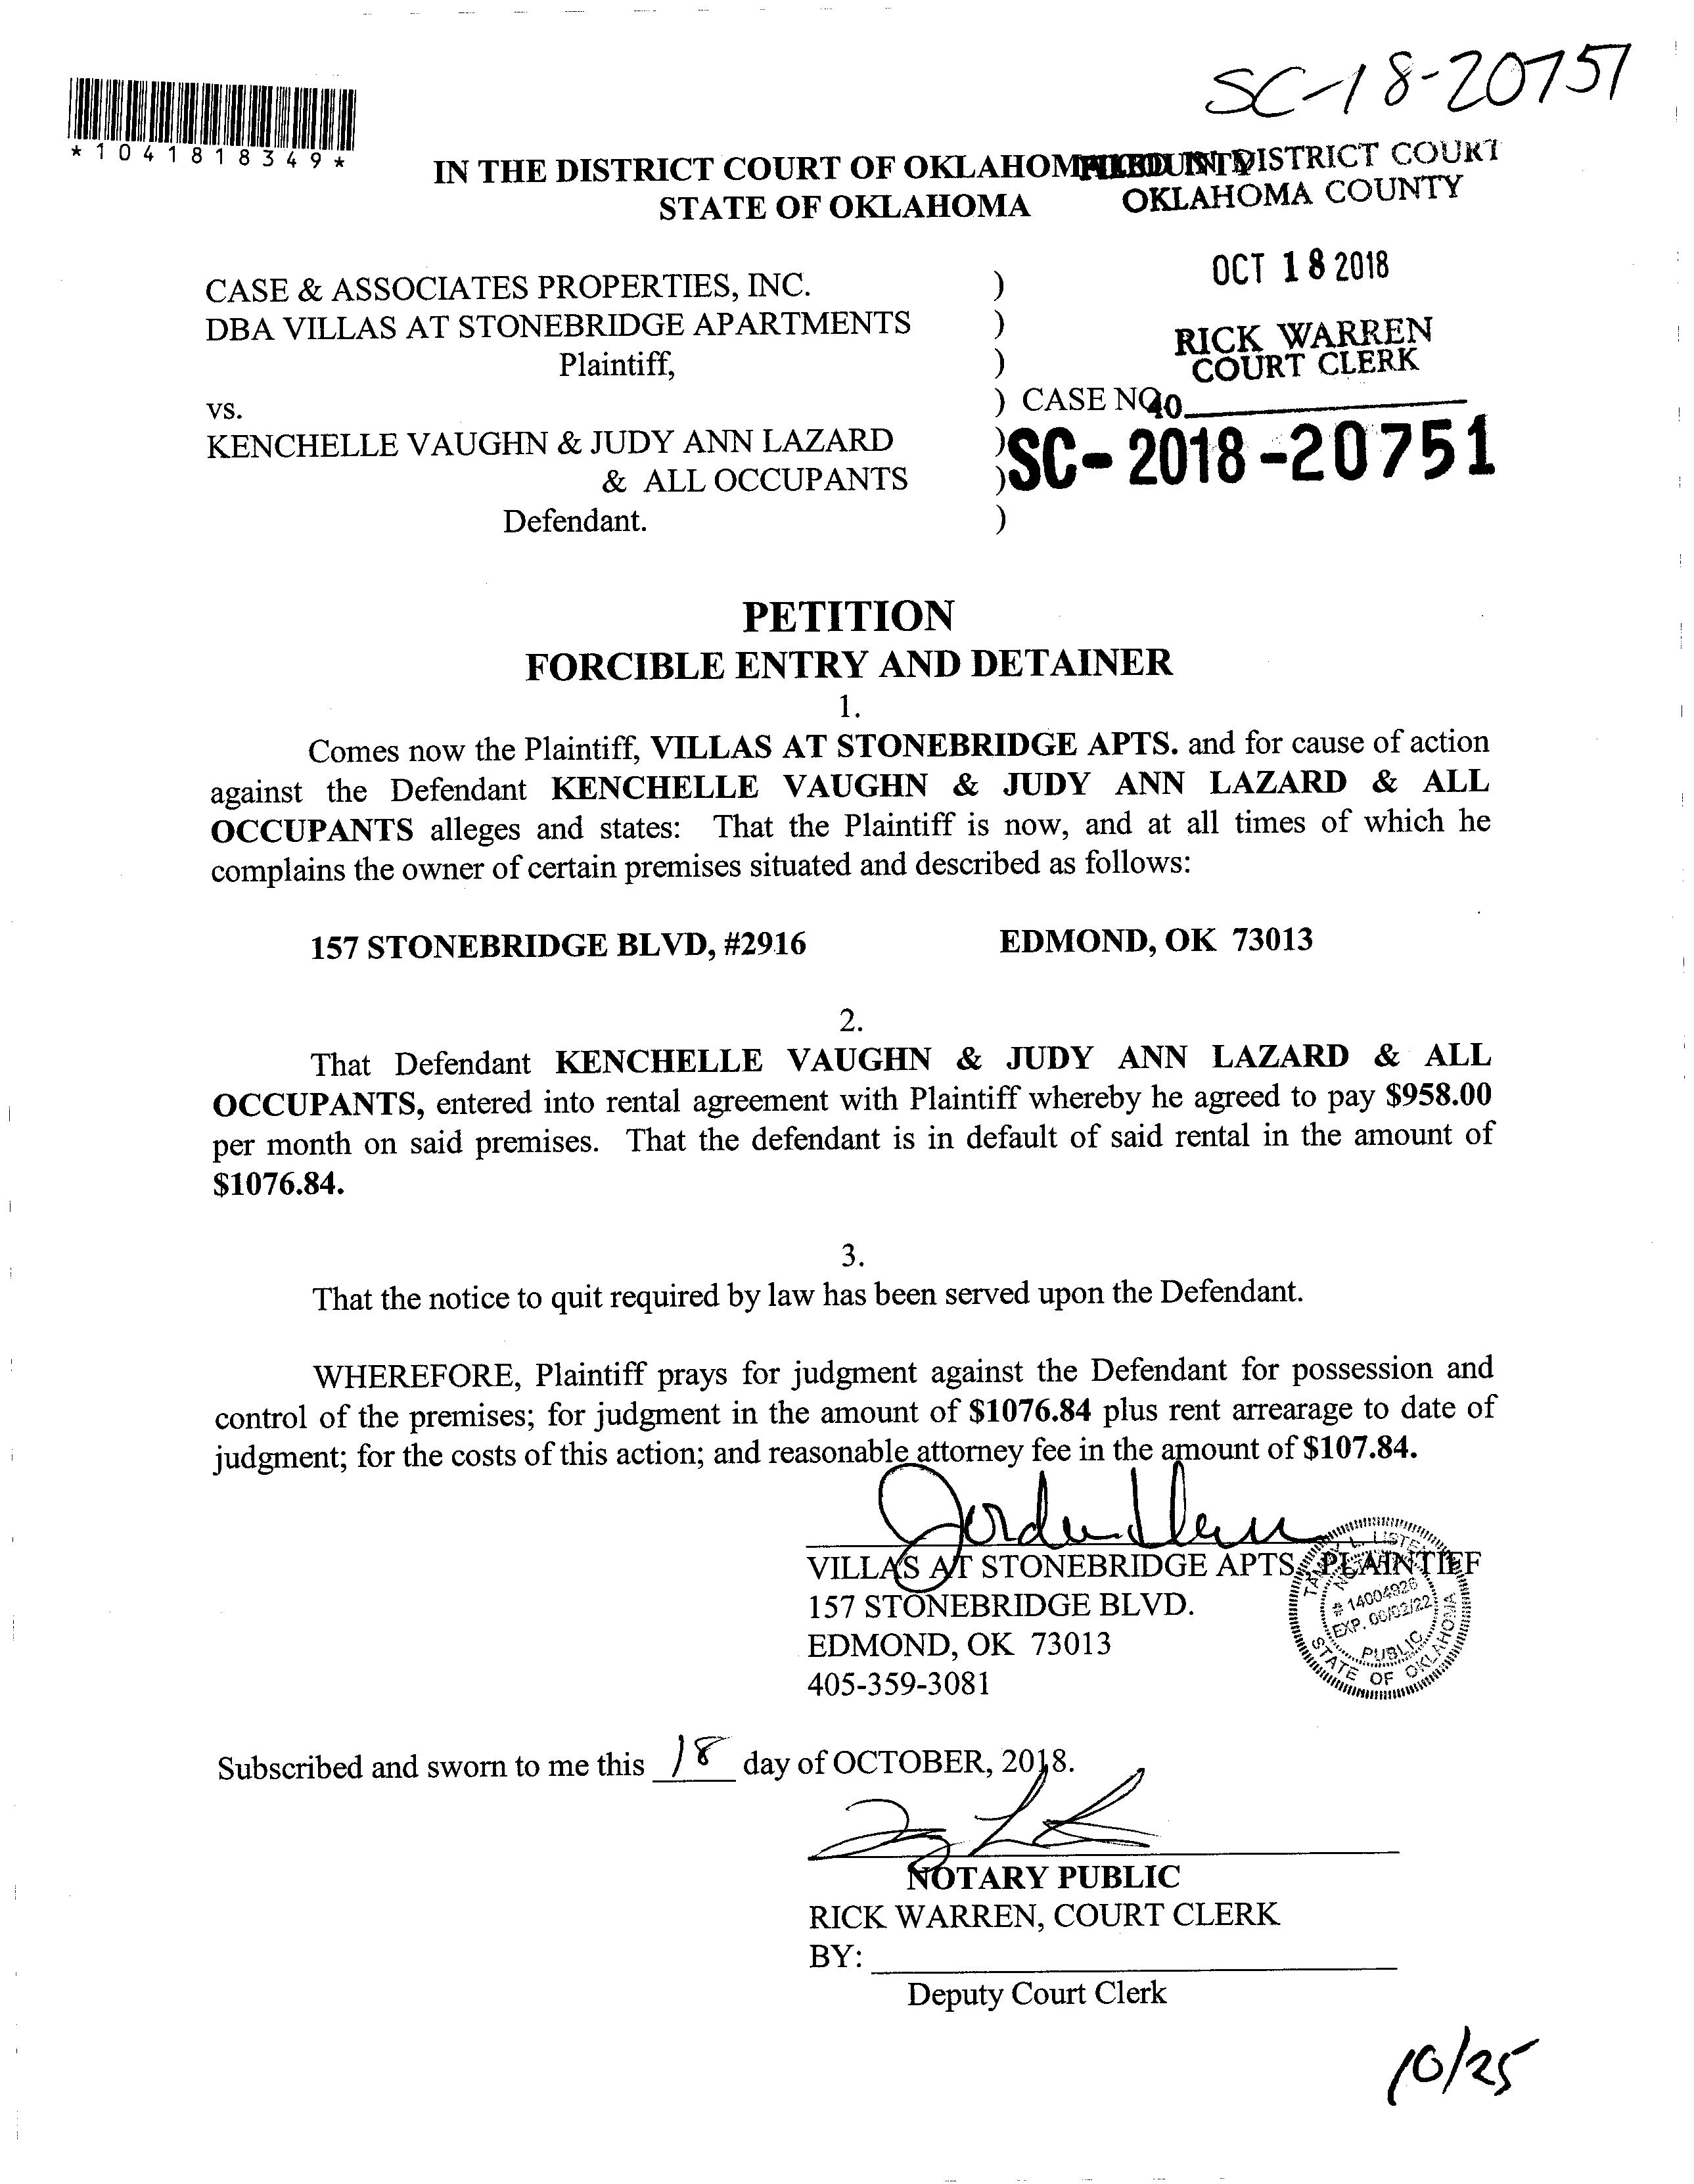 SC-18-20751
*1041818349*
IN THE DISTRICT COURT OF OKLAHOMA COUNTY
STATE OF OKLAHOMA
FILED IN DISTRICT COURT
OKLAHOMA COUNTY
OCT 18 2018
RICK WARREN
COURT CLERK
40
CASE & ASSOCIATES PROPERTIES, INC. )
DBA VILLAS AT STONEBRIDGE APARTMENTS )
Plaintiff, )
vs. ) CASE NO.
KENCHELLE VAUGHN & JUDY ANN LAZARD ) SC-2018-20751
& ALL OCCUPANTS )
Defendant. )
PETITION
FORCIBLE ENTRY AND DETAINER
1.
Comes now the Plaintiff, VILLAS AT STONEBRIDGE APTS. and for cause of action
against the Defendant KENCHELLE VAUGHN & JUDY ANN LAZARD & ALL
OCCUPANTS alleges and states: That the Plaintiff is now, and at all times of which he
complains the owner of certain premises situated and described as follows:
157 STONEBRIDGE BLVD, #2916 EDMOND, OK 73013
2.
That Defendant KENCHELLE VAUGHN & JUDY ANN LAZARD & ALL
OCCUPANTS, entered into rental agreement with Plaintiff whereby he agreed to pay $958.00
per month on said premises. That the defendant is in default of said rental in the amount of
$1076.84.
3.
That the notice to quit required by law has been served upon the Defendant.
WHEREFORE, Plaintiff prays for judgment against the Defendant for possession and
control of the premises; for judgment in the amount of $1076.84 plus rent arrearage to date of
judgment; for the costs of this action; and reasonable attorney fee in the amount of $107.84.
VILLAS AT STONEBRIDGE APTS, PLAINTIFF
157 STONEBRIDGE BLVD.
EDMOND, OK 73013
405-359-3081
NOTARY
# 14004926
EXP. 06/02/22
PUBLIC
STATE OF OKLAHOMA
Subscribed and sworn to me this 18 day of OCTOBER, 2018.
NOTARY PUBLIC
RICK WARREN, COURT CLERK
BY:
Deputy Court Clerk
10/25